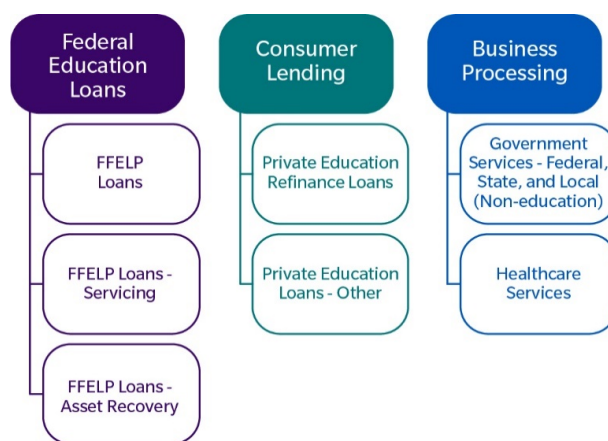 Federal
Education
Loans
FFELP
Loans
FFELP Loans -
Servicing
FFELP Loans -
Asset Recovery
Consumer
Lending
Private Education
Refinance Loans
Private Education
Loans - Other
Business
Processing
Government
Services - Federal,
State, and Local
(Non-education)
Healthcare
Services